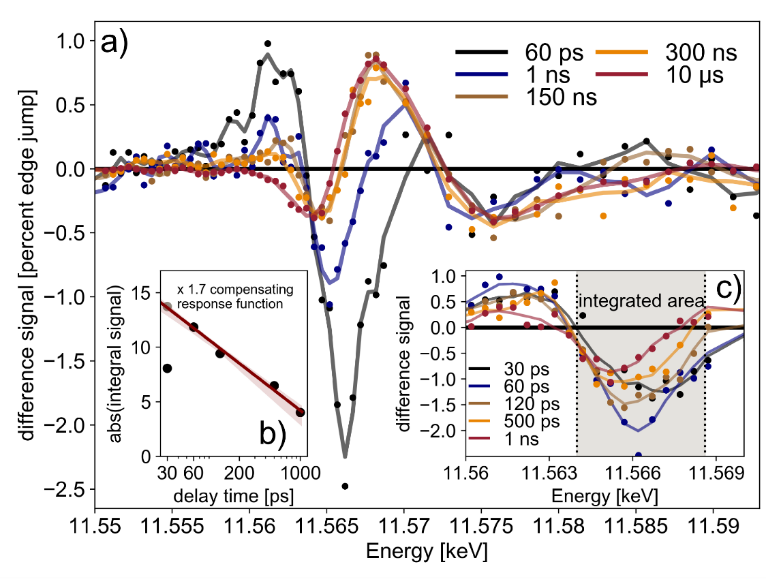 a)
60 ps
300 ns
1 ns
10 µs
150 ns
difference signal [percent edge jump]
1.0
0.5
0.0
−0.5
−1.0
−1.5
−2.0
−2.5
11.55
11.555
11.56
11.565
11.57
11.575
11.58
11.585
11.59
Energy [keV]
x 1.7 compensating
response function
b)
abs(integral signal)
15
10
5
0
30
60
200
1000
delay time [ps]
c)
integrated area
difference signal
1.0
0.5
0.0
−0.5
−1.0
−1.5
−2.0
30 ps
60 ps
120 ps
500 ps
1 ns
11.56
11.563
11.566
11.569
Energy [keV]